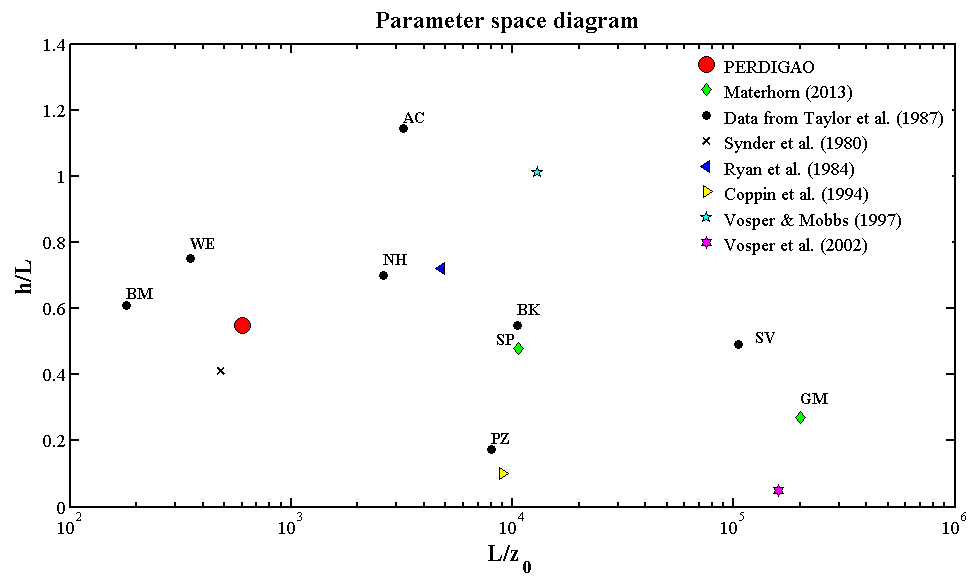 Parameter space diagram
1.4
PERDIGAO
Materhorn (2013)
1.2
AC
Data from Taylor et al. (1987)
Synder et al. (1980)
1
Ryan et al. (1984)
Coppin et al. (1994)
Vosper & Mobbs (1997)
0.8
WE
Vosper et al. (2002)
NH
h/L
BM
0.6
BK
SP
SV
0.4
GM
0.2
PZ
0
10^2
10^3
10^4
10^5
10^6
L/z_0